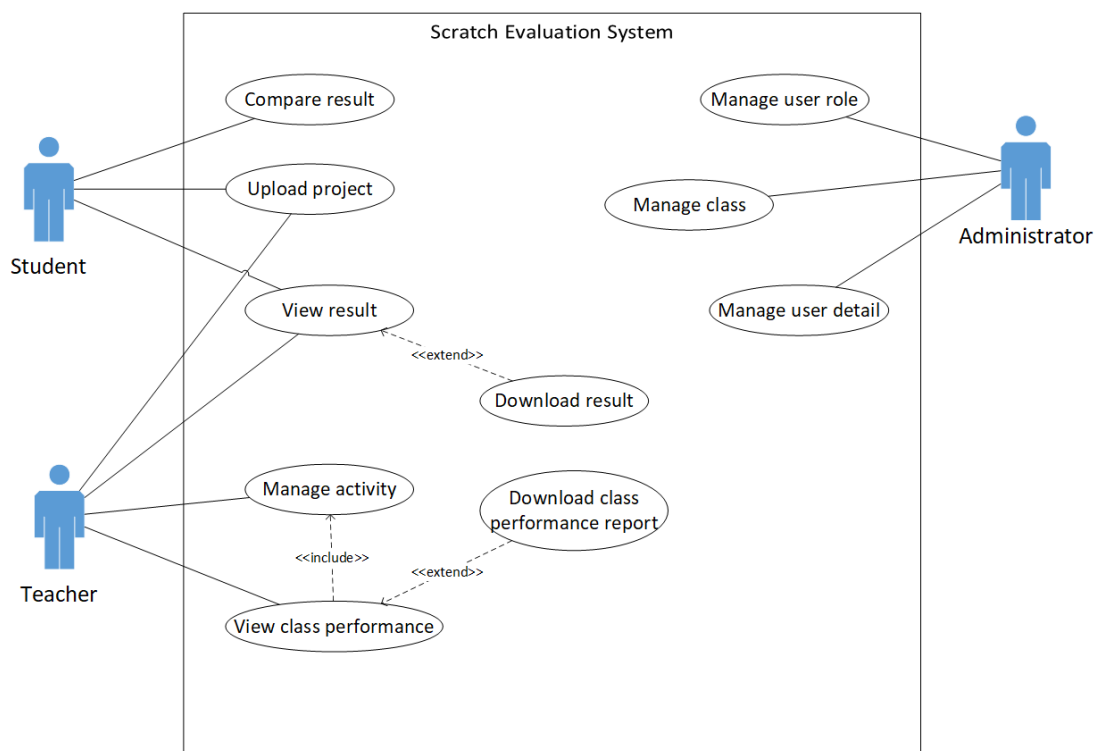 Scratch Evaluation System
Compare result
Manage user role
Upload project
Manage class
Student
Administrator
View result
Manage user detail
<<extend>>
Download result
Manage activity
Download class
performance report
<<include>>
<<extend>>
Teacher
View class performance